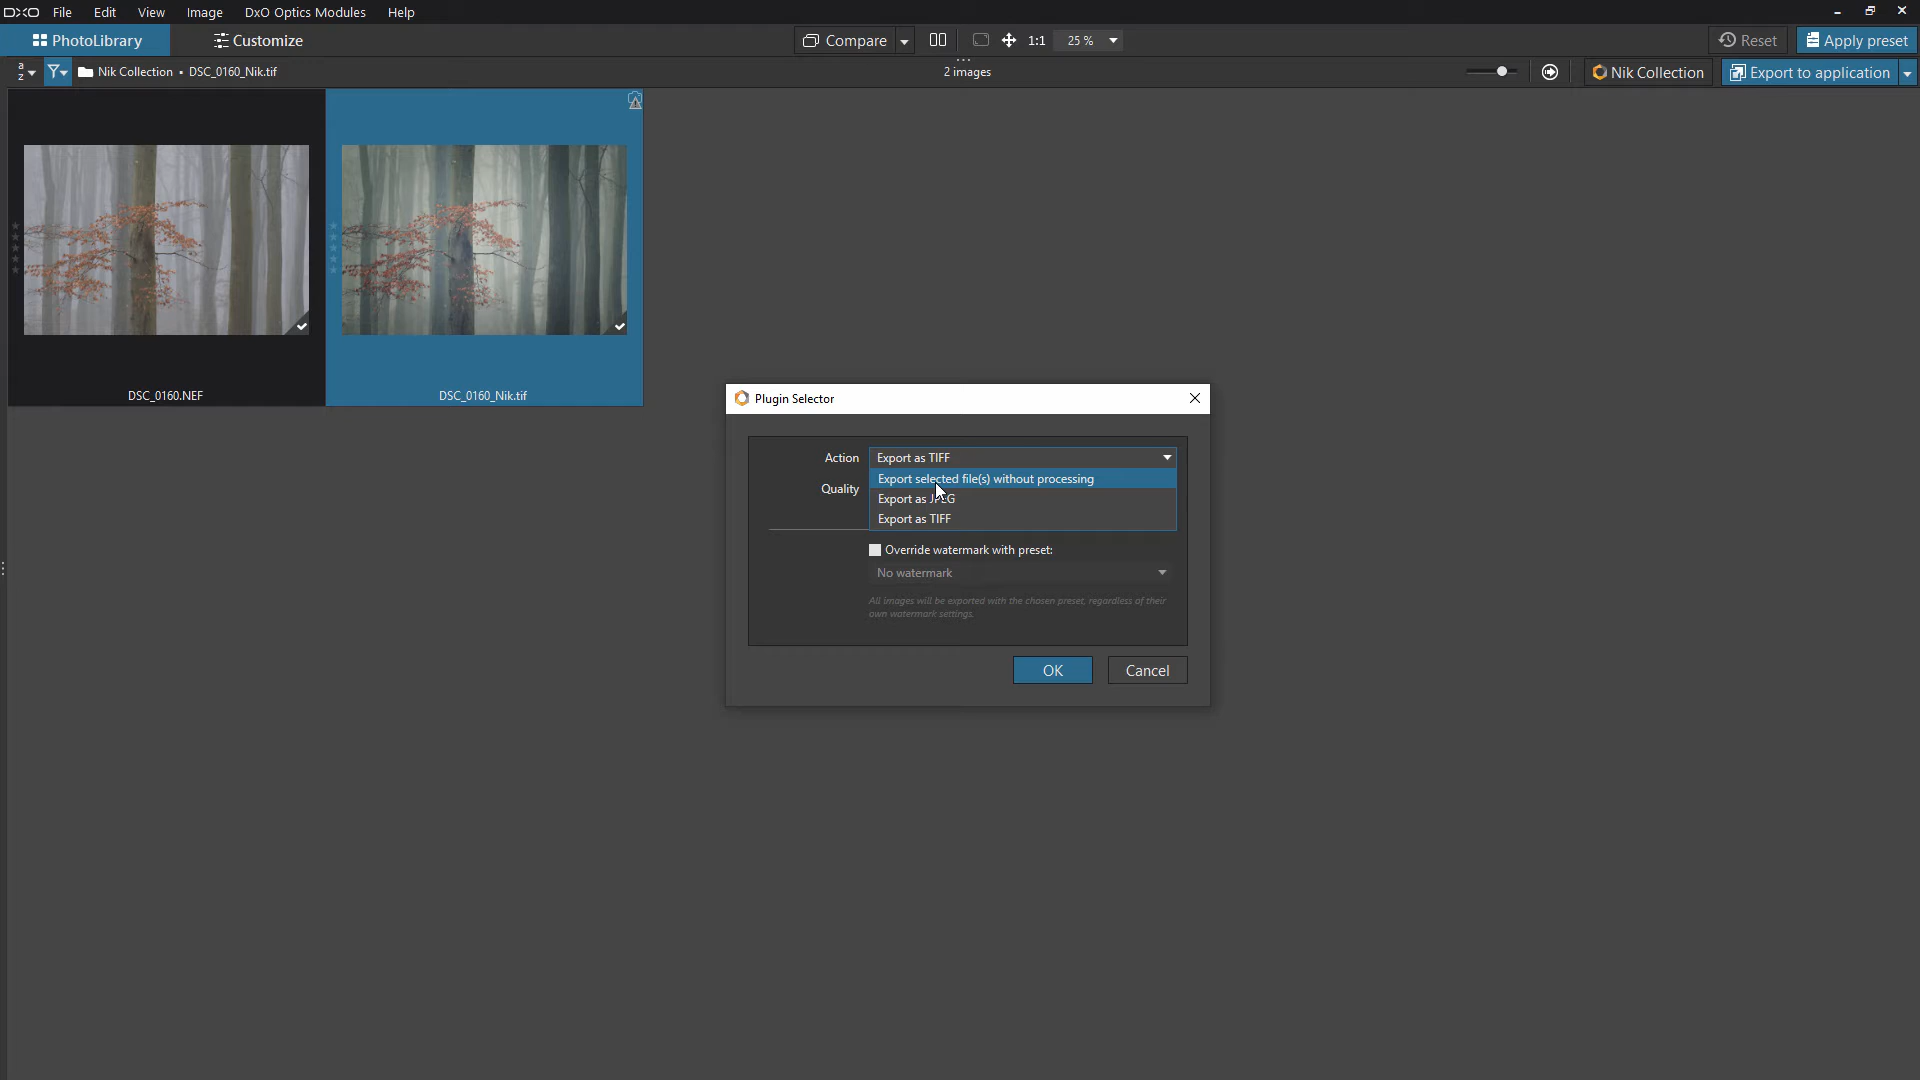 DXO File Edit View Image DxO Optics Modules Help
PhotoLibrary Customize Compare 1:1 25 % Reset Apply preset
a
z
Nik Collection • DSC_0160_Nik.tif 2 images Nik Collection Export to application
DSC_0160.NEF DSC_0160_Nik.tif
Plugin Selector
Action Export as TIFF
Export selected file(s) without processing
Quality
Export as JPEG
Export as TIFF
Override watermark with preset:
No watermark
All images will be exported with the chosen preset, regardless of their
own watermark settings.
OK Cancel